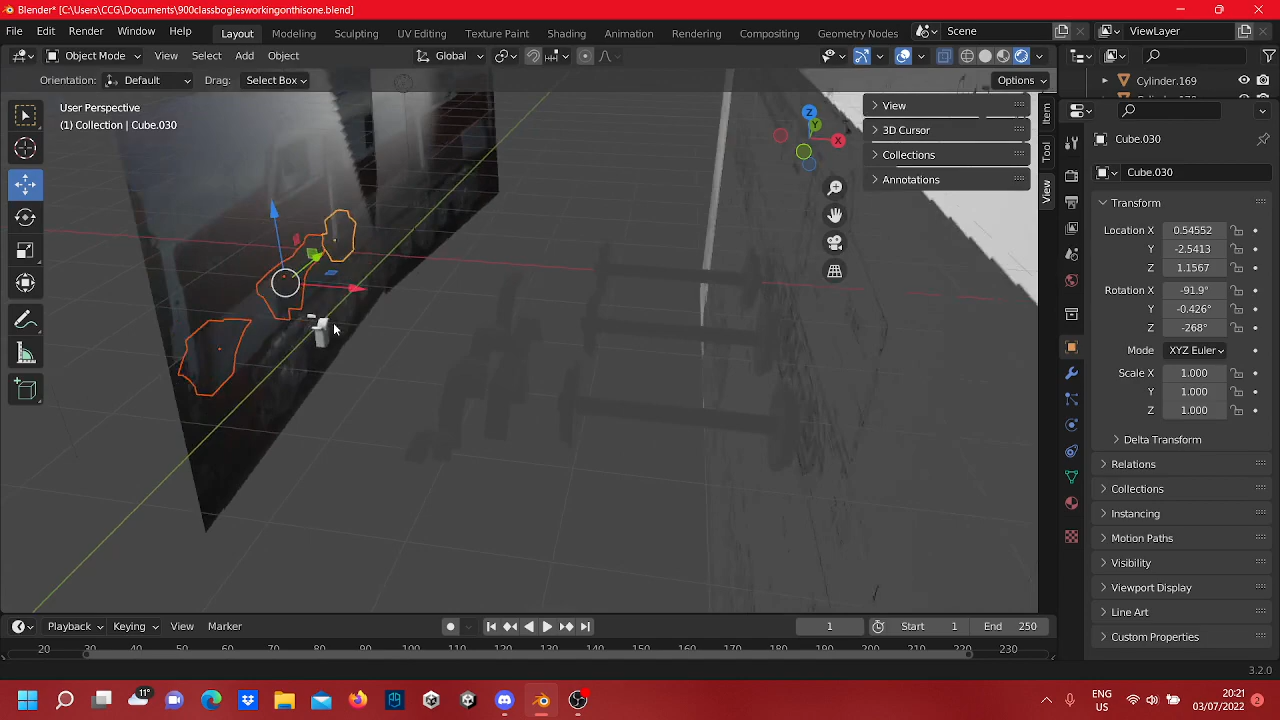 Blender* [C:\Users\CCG\Documents\900classbogiesworkingonthisone.blend]
File Edit Render Window Help Layout Modeling Sculpting UV Editing Texture Paint Shading Animation Rendering Compositing Geometry Nodes Scene ViewLayer
Object Mode View Select Add Object Global
Orientation: Default Drag: Select Box Options
Cylinder.169
User Perspective
(1) Collection | Cube.030
View
3D Cursor
Collections
Annotations
Item
Tool
View
Z
Y
X
Cube.030
Cube.030
Transform
Location X 0.54552
Y -2.5413
Z 1.1567
Rotation X -91.9°
Y -0.426°
Z -268°
Mode XYZ Euler
Scale X 1.000
Y 1.000
Z 1.000
Delta Transform
Relations
Collections
Instancing
Motion Paths
Visibility
Viewport Display
Line Art
Custom Properties
Playback Keying View Marker 1 Start 1 End 250
20 30 40 50 60 70 80 90 100 110 120 130 140 150 160 170 180 190 200 210 220 230
3.2.0
11°
ENG
US
20:21
03/07/2022
2